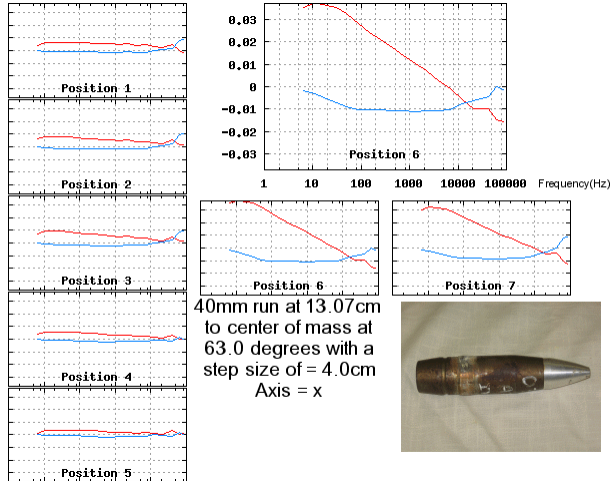 Position 1
Position 2
Position 3
Position 4
Position 5
0.03
0.02
0.01
0
-0.01
-0.02
-0.03
Position 6
1 10 100 1000 10000 100000 Frequency(Hz)
Position 6
Position 7
40mm run at 13.07cm
to center of mass at
63.0 degrees with a
step size of = 4.0cm
Axis = x